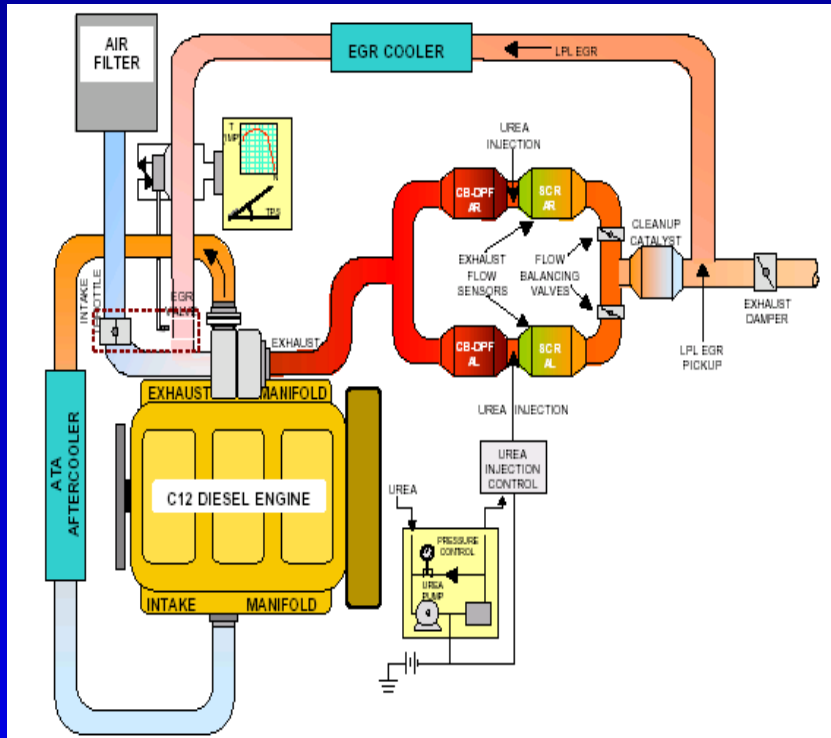 AIR
FILTER
EGR COOLER
LPL EGR
T
IMP
N
TPS
UREA
INJECTION
CB-DPF
AR
SCR
AR
CLEANUP
CATALYST
EXHAUST
FLOW
SENSORS
FLOW
BALANCING
VALVES
EXHAUST
DAMPER
LPL EGR
PICKUP
INTAKE
THROTTLE
EGR
VALVE
EXHAUST
CB-DPF
AL
SCR
AL
UREA INJECTION
EXHAUST MANIFOLD
ATA
AFTERCOOLER
C12 DIESEL ENGINE
INTAKE MANIFOLD
UREA
UREA
INJECTION
CONTROL
PRESSURE
CONTROL
UREA
PUMP